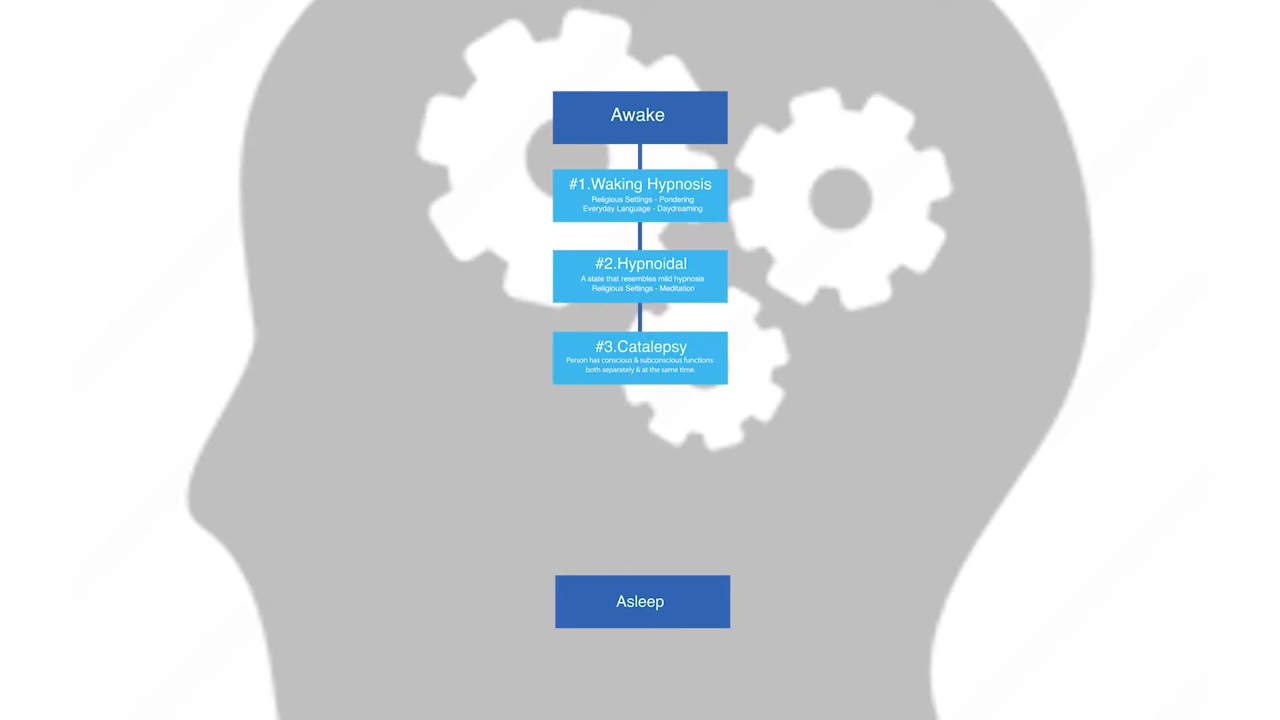 Awake
#1.Waking Hypnosis
Religious Settings - Pondering
Everyday Language - Daydreaming
#2.Hypnoidal
A state that resembles mild hypnosis
Religious Settings - Meditation
#3.Catalepsy
Person has conscious & subconscious functions
both separately & at the same time.
Asleep